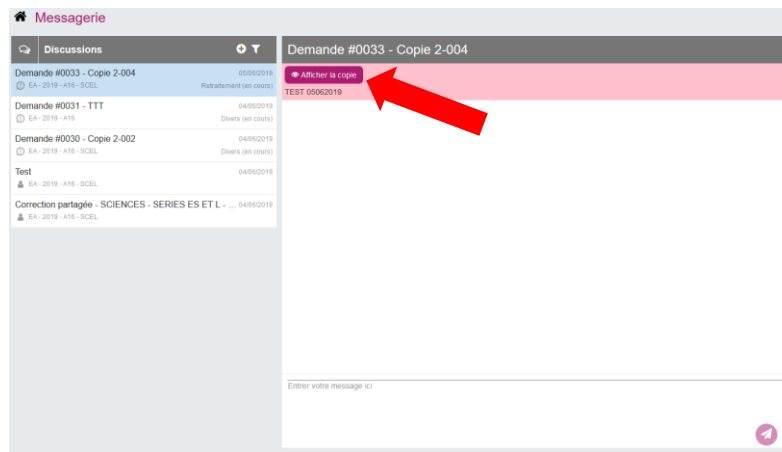 Messagerie
Discussions
Demande #0033 - Copie 2-004 05/06/2019
EA - 2019 - A16 - SCEL Retraitement (en cours)
Demande #0031 - TTT 04/06/2019
EA - 2019 - A16 Divers (en cours)
Demande #0030 - Copie 2-002 04/06/2019
EA - 2019 - A16 - SCEL Divers (en cours)
Test 04/06/2019
EA - 2019 - A16 - SCEL
Correction partagée - SCIENCES - SERIES ES ET L - ... 04/06/2019
EA - 2019 - A16 - SCEL
Demande #0033 - Copie 2-004
Afficher la copie
TEST 05062019
Entrer votre message ici